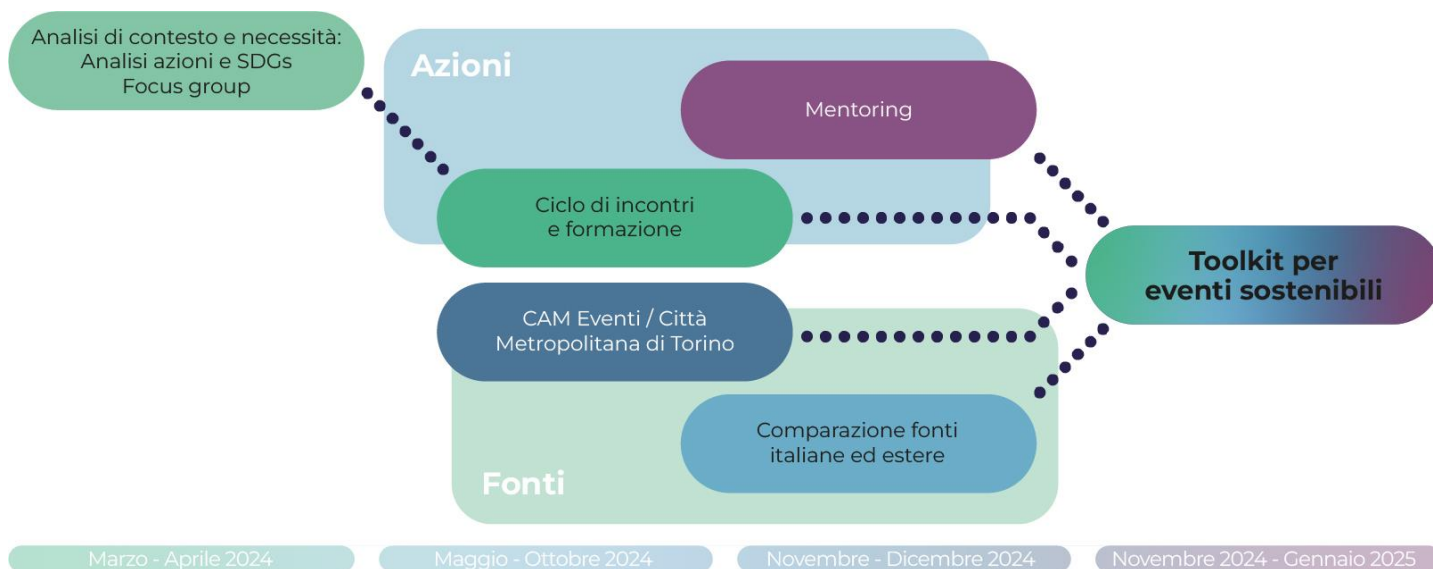 Analisi di contesto e necessità:
Analisi azioni e SDGs
Focus group
Azioni
Mentoring
Ciclo di incontri
e formazione
Toolkit per
eventi sostenibili
CAM Eventi / Città
Metropolitana di Torino
Comparazione fonti
italiane ed estere
Fonti
Marzo - Aprile 2024
Maggio - Ottobre 2024
Novembre - Dicembre 2024
Novembre 2024 - Gennaio 2025